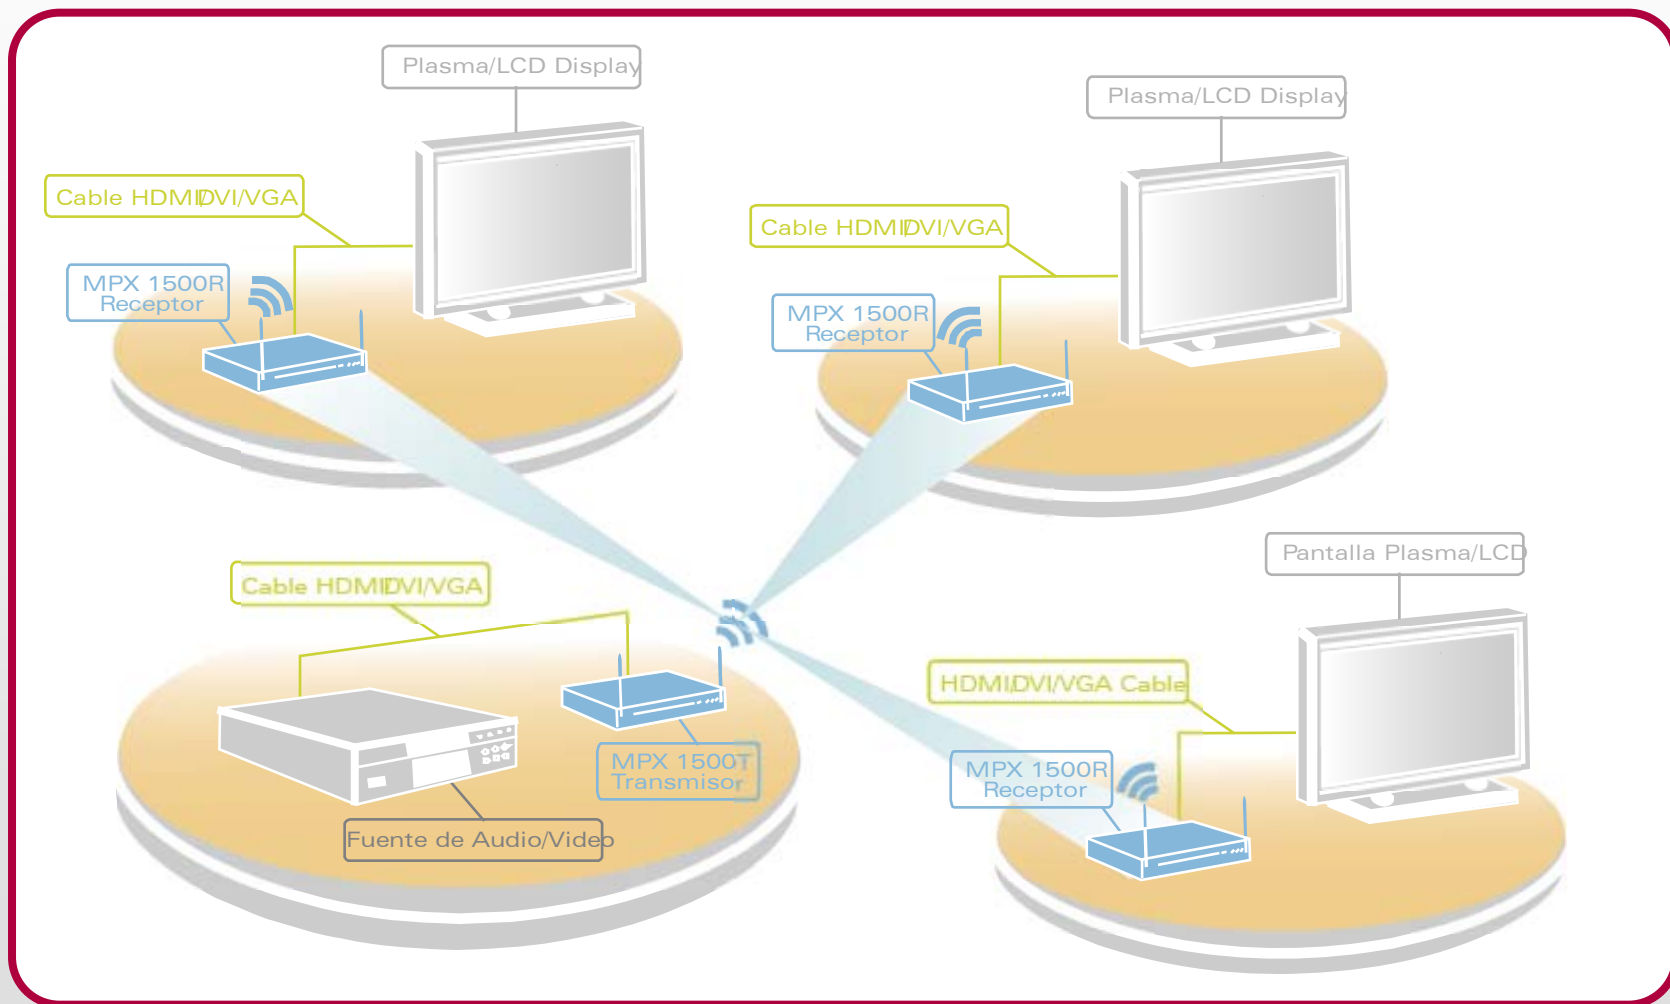 Plasma/LCD Display
Plasma/LCD Display
Cable HDMI/DVI/VGA
Cable HDMI/DVI/VGA
MPX 1500R
Receptor
MPX 1500R
Receptor
Pantalla Plasma/LCD
Cable HDMI/DVI/VGA
HDMI/DVI/VGA Cable
MPX 1500T
Transmisor
MPX 1500R
Receptor
Fuente de Audio/Video